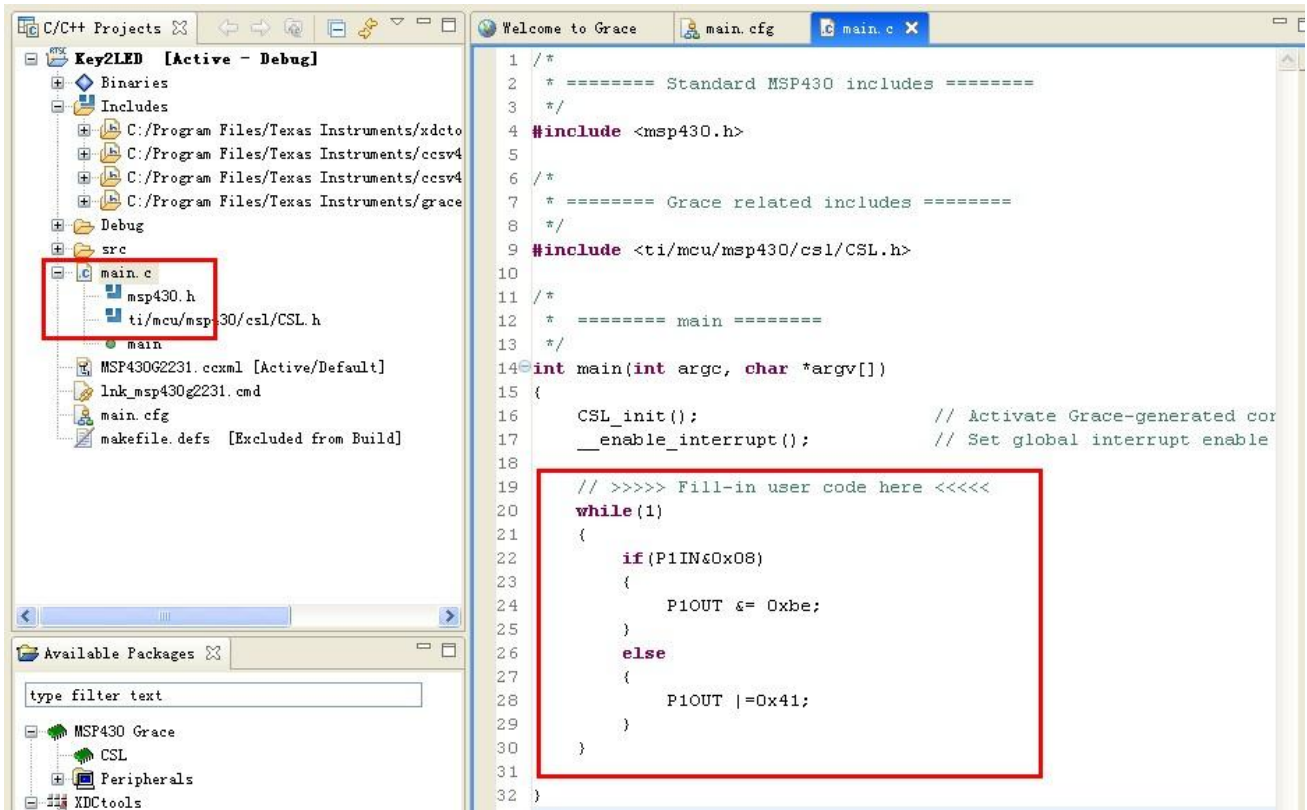 C/C++ Projects
Key2LED [Active - Debug]
Binaries
Includes
C:/Program Files/Texas Instruments/xdcto
C:/Program Files/Texas Instruments/ccsv4
C:/Program Files/Texas Instruments/ccsv4
C:/Program Files/Texas Instruments/grace
Debug
src
main.c
msp430.h
ti/mcu/msp430/csl/CSL.h
main
MSP430G2231.ccxml [Active/Default]
lnk_msp430g2231.cmd
main.cfg
makefile.defs [Excluded from Build]
Available Packages
type filter text
MSP430 Grace
CSL
Peripherals
XDCtools
Welcome to Grace main.cfg main.c
1 /*
2 * ======== Standard MSP430 includes ========
3 */
4 #include <msp430.h>
5
6 /*
7 * ======== Grace related includes ========
8 */
9 #include <ti/mcu/msp430/csl/CSL.h>
10
11 /*
12 * ======== main ========
13 */
14 int main(int argc, char *argv[])
15 {
16 CSL_init(); // Activate Grace-generated cor
17 __enable_interrupt(); // Set global interrupt enable
18
19 // >>>>> Fill-in user code here <<<<<
20 while(1)
21 {
22 if(P1IN&0x08)
23 {
24 P1OUT &= 0xbe;
25 }
26 else
27 {
28 P1OUT |=0x41;
29 }
30 }
31
32 }